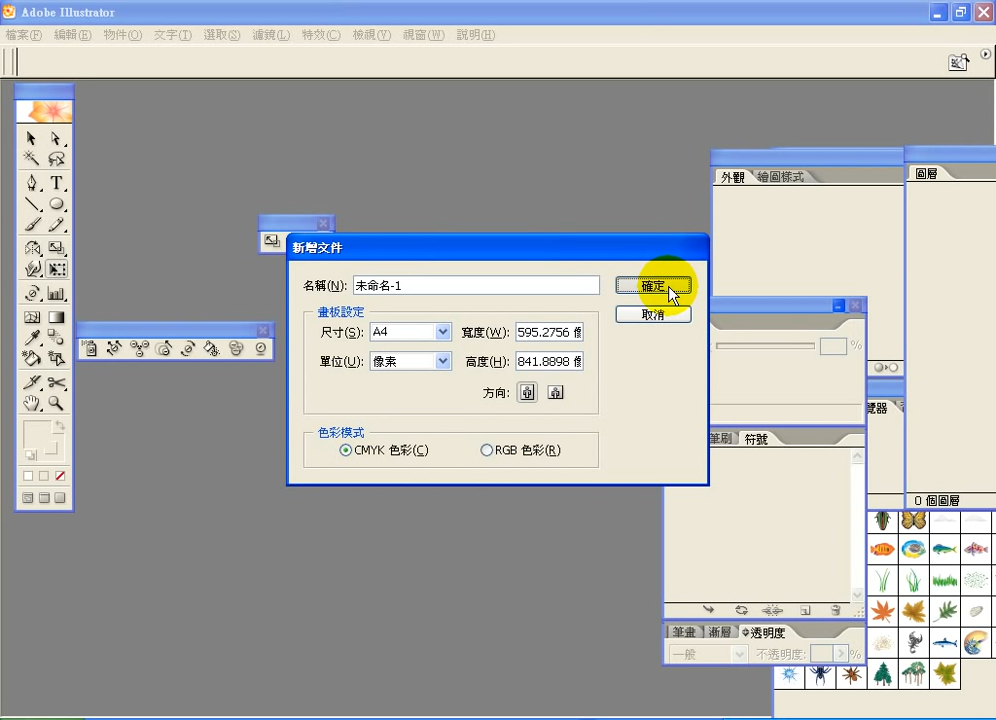 Adobe Illustrator
檔案(F) 編輯(E) 物件(O) 文字(T) 選取(S) 濾鏡(L) 特效(C) 檢視(V) 視窗(W) 說明(H)
外觀 繪圖樣式
圖層
新增文件
名稱(N): 未命名-1
確定
取消
畫板設定
尺寸(S): A4
寬度(W): 595.2756 像
單位(U): 像素
高度(H): 841.8898 像
方向:
色彩模式
CMYK 色彩(C)
RGB 色彩(R)
%
覽器
筆刷 符號
0 個圖層
筆畫 漸層 透明度
一般 不透明度: %